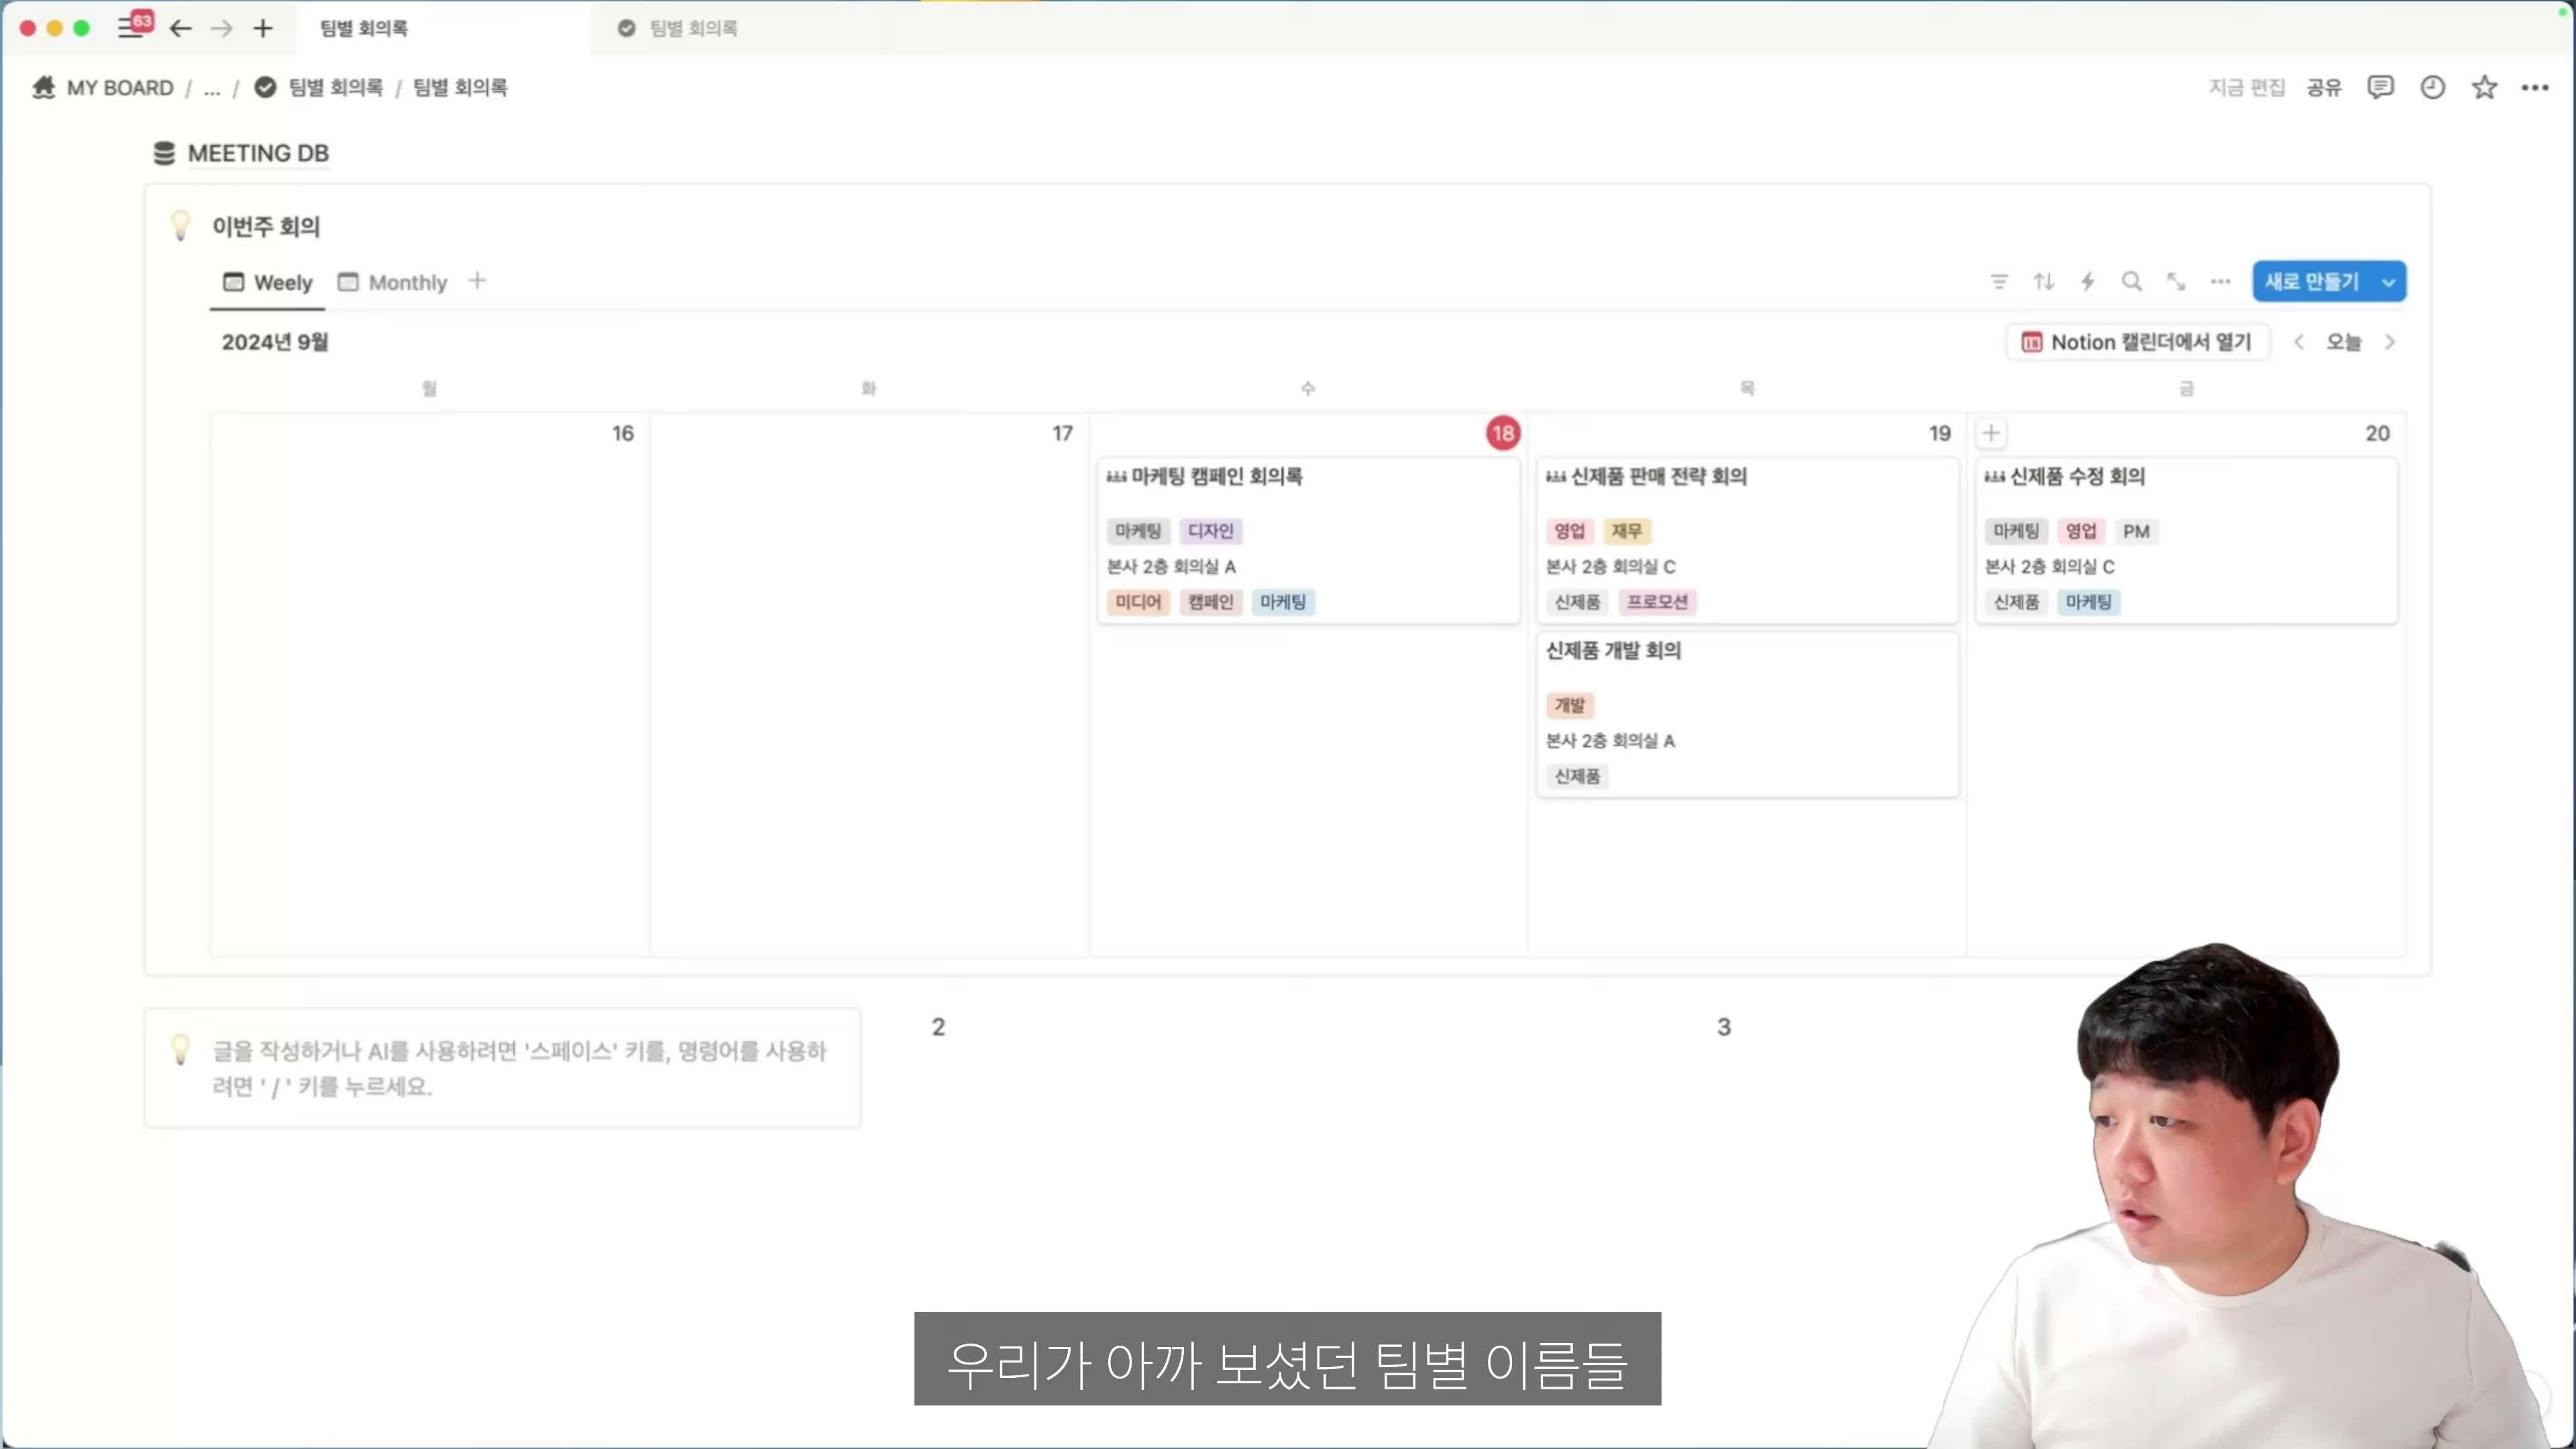 63
팀별 회의록
팀별 회의록
MY BOARD / ... / 팀별 회의록 / 팀별 회의록
지금 편집 공유
MEETING DB
이번주 회의
Weely Monthly
새로 만들기
2024년 9월
18 Notion 캘린더에서 열기
오늘
월 화 수 목 금
16 17 18 19 20
마케팅 캠페인 회의록
마케팅 디자인
본사 2층 회의실 A
미디어 캠페인 마케팅
신제품 판매 전략 회의
영업 재무
본사 2층 회의실 C
신제품 프로모션
신제품 개발 회의
개발
본사 2층 회의실 A
신제품
신제품 수정 회의
마케팅 영업 PM
본사 2층 회의실 C
신제품 마케팅
글을 작성하거나 AI를 사용하려면 '스페이스' 키를, 명령어를 사용하
려면 ' / ' 키를 누르세요.
2
3
우리가 아까 보셨던 팀별 이름들